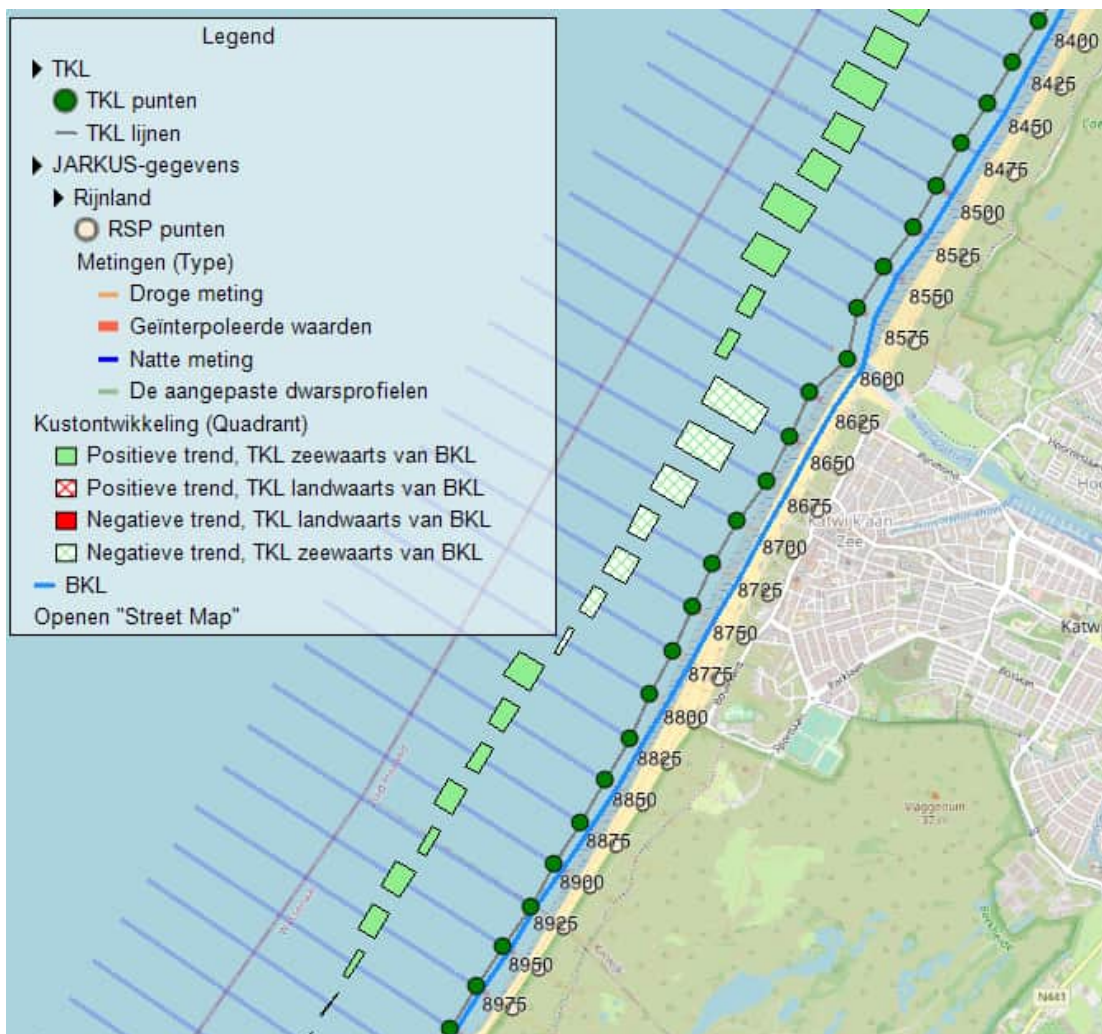 Legend
TKL
TKL punten
TKL lijnen
JARKUS-gegevens
Rijnland
RSP punten
Metingen (Type)
Droge meting
Geïnterpoleerde waarden
Natte meting
De aangepaste dwarsprofielen
Kustontwikkeling (Quadrant)
Positieve trend, TKL zeewaarts van BKL
Positieve trend, TKL landwaarts van BKL
Negatieve trend, TKL landwaarts van BKL
Negatieve trend, TKL zeewaarts van BKL
BKL
Openen "Street Map"
8400
8425
8450
8475
8500
8525
8550
8575
8600
8625
8650
8675
Katwijk aan
Zee
8700
8725
8750
Katwi
8775
8800
Parklaan
8825
8850
8875
8900
8925
8950
8975
N441